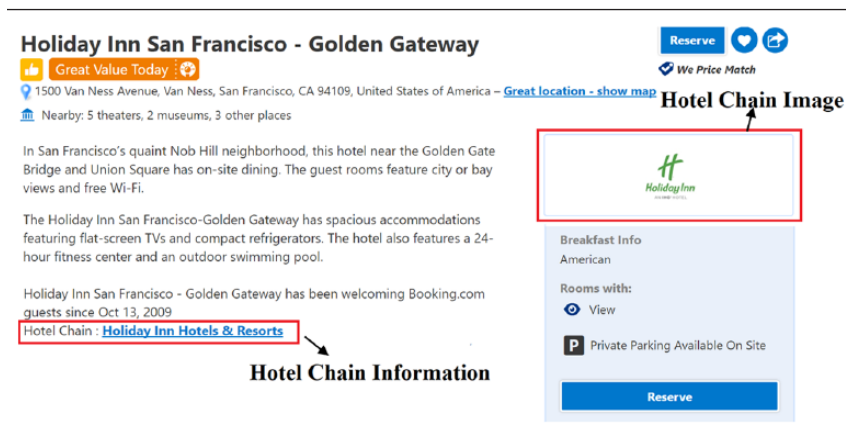 Holiday Inn San Francisco - Golden Gateway
Reserve
Great Value Today
We Price Match
1500 Van Ness Avenue, Van Ness, San Francisco, CA 94109, United States of America – Great location - show map
Hotel Chain Image
Nearby: 5 theaters, 2 museums, 3 other places
In San Francisco's quaint Nob Hill neighborhood, this hotel near the Golden Gate
Bridge and Union Square has on-site dining. The guest rooms feature city or bay
views and free Wi-Fi.
H
Holiday Inn
AN IHG HOTEL
The Holiday Inn San Francisco-Golden Gateway has spacious accommodations
featuring flat-screen TVs and compact refrigerators. The hotel also features a 24-
hour fitness center and an outdoor swimming pool.
Holiday Inn San Francisco - Golden Gateway has been welcoming Booking.com
guests since Oct 13, 2009
Hotel Chain : Holiday Inn Hotels & Resorts
Hotel Chain Information
Breakfast Info
American
Rooms with:
View
P Private Parking Available On Site
Reserve